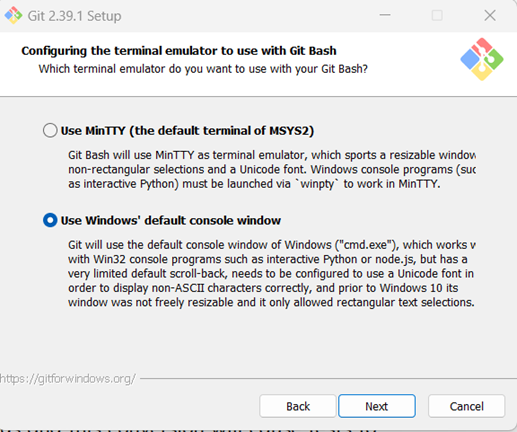 Git 2.39.1 Setup
Configuring the terminal emulator to use with Git Bash
Which terminal emulator do you want to use with your Git Bash?
Use MinTTY (the default terminal of MSYS2)
Git Bash will use MinTTY as terminal emulator, which sports a resizable window
non-rectangular selections and a Unicode font. Windows console programs (suc
as interactive Python) must be launched via `winpty` to work in MinTTY.
Use Windows' default console window
Git will use the default console window of Windows ("cmd.exe"), which works w
with Win32 console programs such as interactive Python or node.js, but has a
very limited default scroll-back, needs to be configured to use a Unicode font in
order to display non-ASCII characters correctly, and prior to Windows 10 its
window was not freely resizable and it only allowed rectangular text selections.
https://gitforwindows.org/
Back Next Cancel